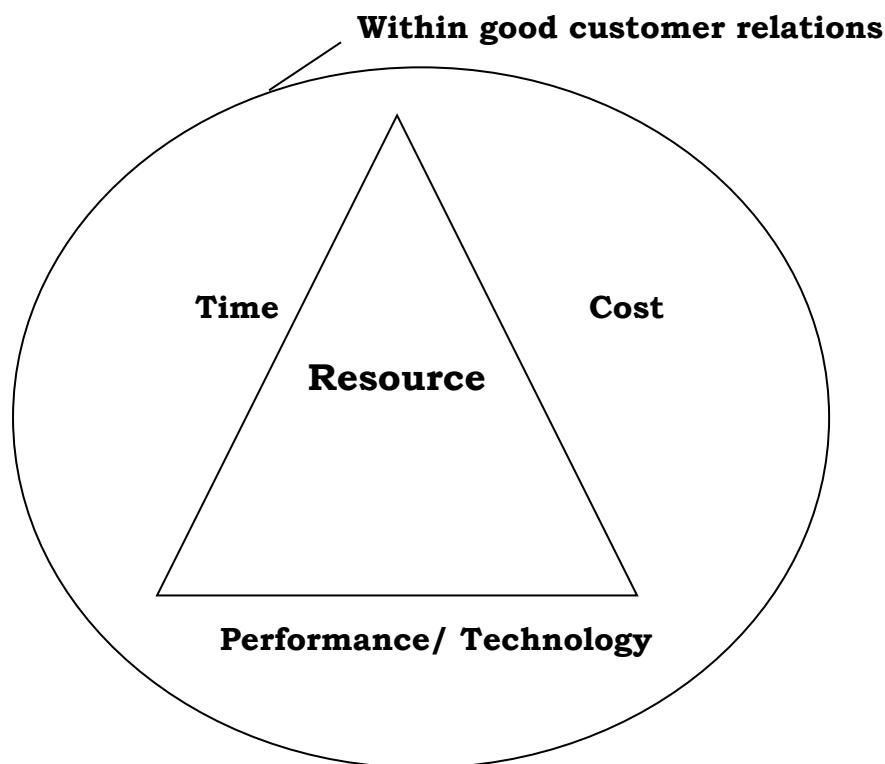 Within good customer relations
Time
Cost
Resource
Performance/ Technology